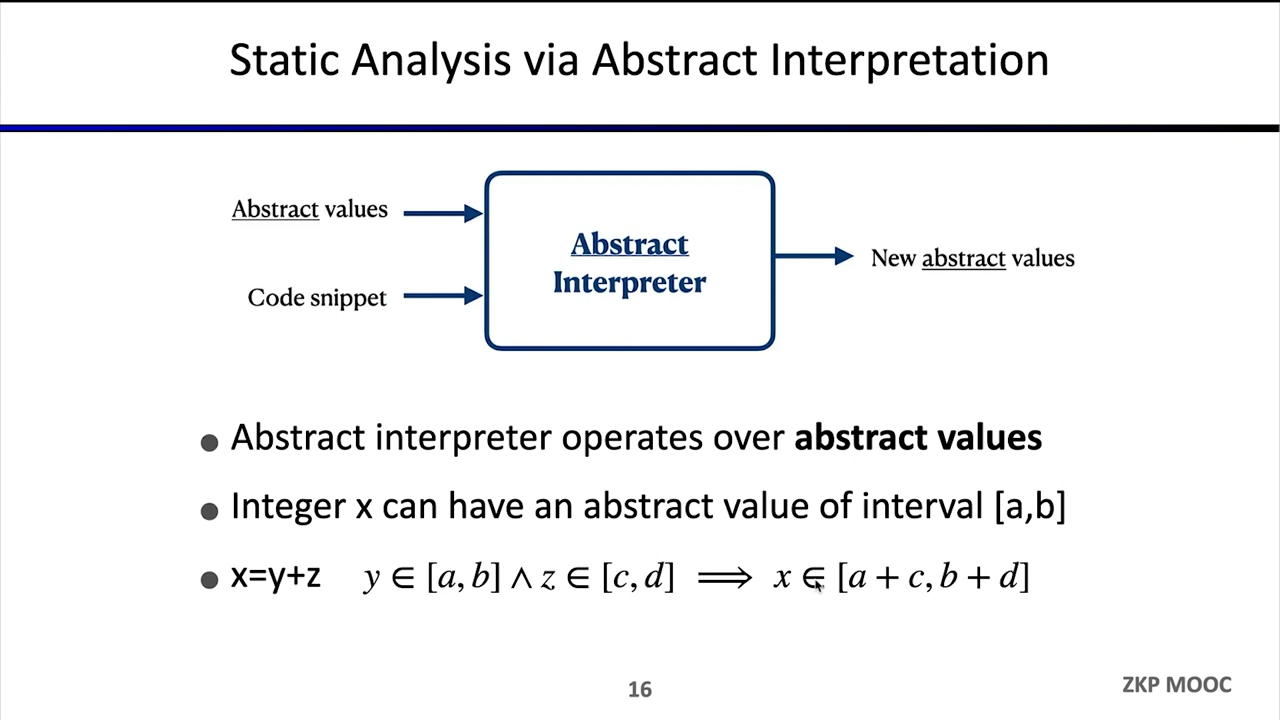 Static Analysis via Abstract Interpretation
Abstract values
Code snippet
Abstract
Interpreter
New abstract values
● Abstract interpreter operates over abstract values
● Integer x can have an abstract value of interval [a,b]
● x=y+z y ∈ [a, b] ∧ z ∈ [c, d] ⟹ x ∈ [a + c, b + d]
16
ZKP MOOC